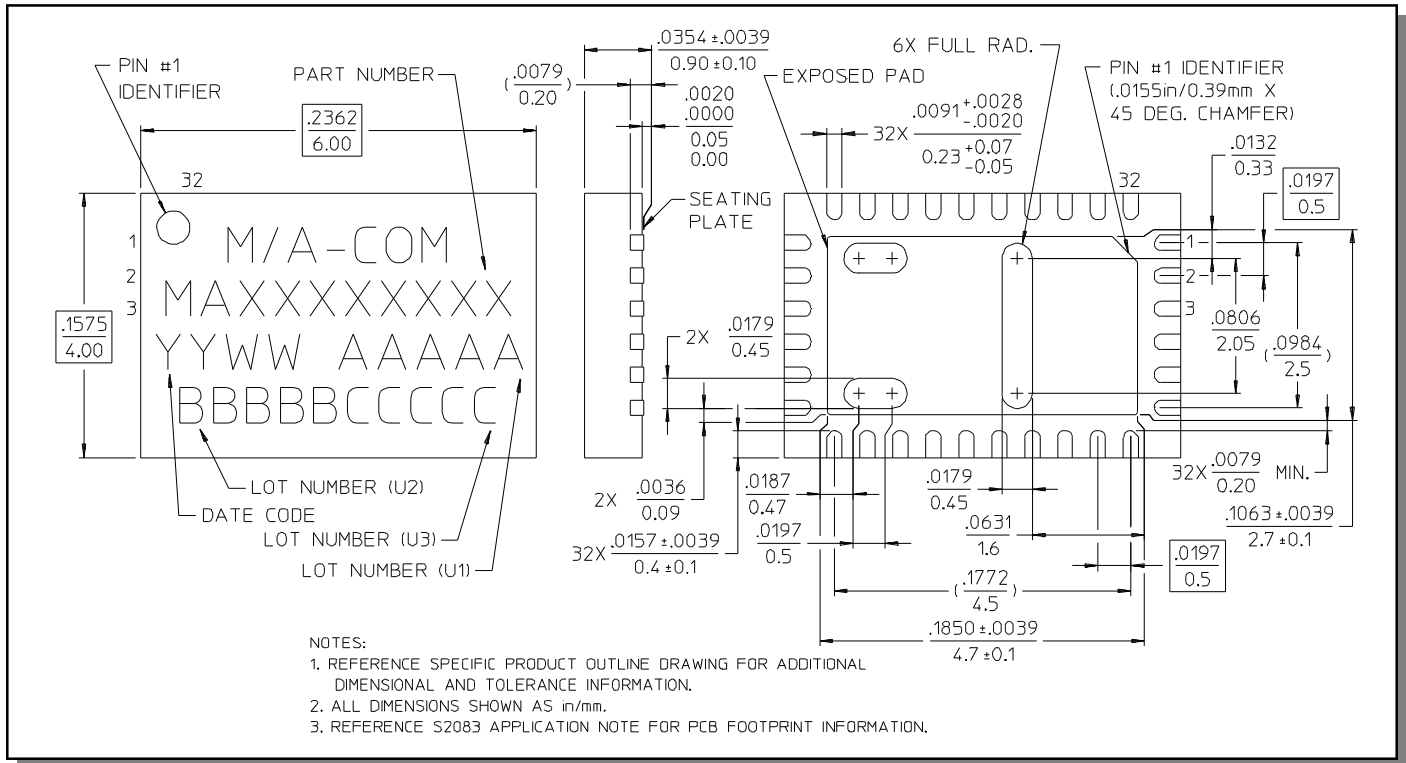 PIN #1
IDENTIFIER
PART NUMBER
.2362
6.00
32
.1575
4.00
1
2
3
M/A-COM
MAXXXXXXXXX
YYWW AAAAA
BBBBBCCCCC
LOT NUMBER (U2)
DATE CODE
LOT NUMBER (U3)
LOT NUMBER (U1)
.0354 ±.0039
0.90 ±0.10
(.0079)
0.20
.0020
.0000
0.05
0.00
SEATING
PLATE
EXPOSED PAD
6X FULL RAD.
32X .0091 +.0028
-.0020
0.23 +0.07
-0.05
PIN #1 IDENTIFIER
(.0155in/0.39mm X
45 DEG. CHAMFER)
.0132
0.33
.0197
0.5
32
1
2
3
.0806
2.05
(.0984)
2.5
2X .0179
0.45
2X .0036
0.09
32X .0157 ±.0039
0.4 ±0.1
.0187
0.47
.0197
0.5
.0179
0.45
.0631
1.6
32X .0079 MIN.
0.20
.1063 ±.0039
2.7 ±0.1
.0197
0.5
(.1772)
4.5
.1850 ±.0039
4.7 ±0.1
NOTES:
1. REFERENCE SPECIFIC PRODUCT OUTLINE DRAWING FOR ADDITIONAL
DIMENSIONAL AND TOLERANCE INFORMATION.
2. ALL DIMENSIONS SHOWN AS in/mm.
3. REFERENCE S2083 APPLICATION NOTE FOR PCB FOOTPRINT INFORMATION.